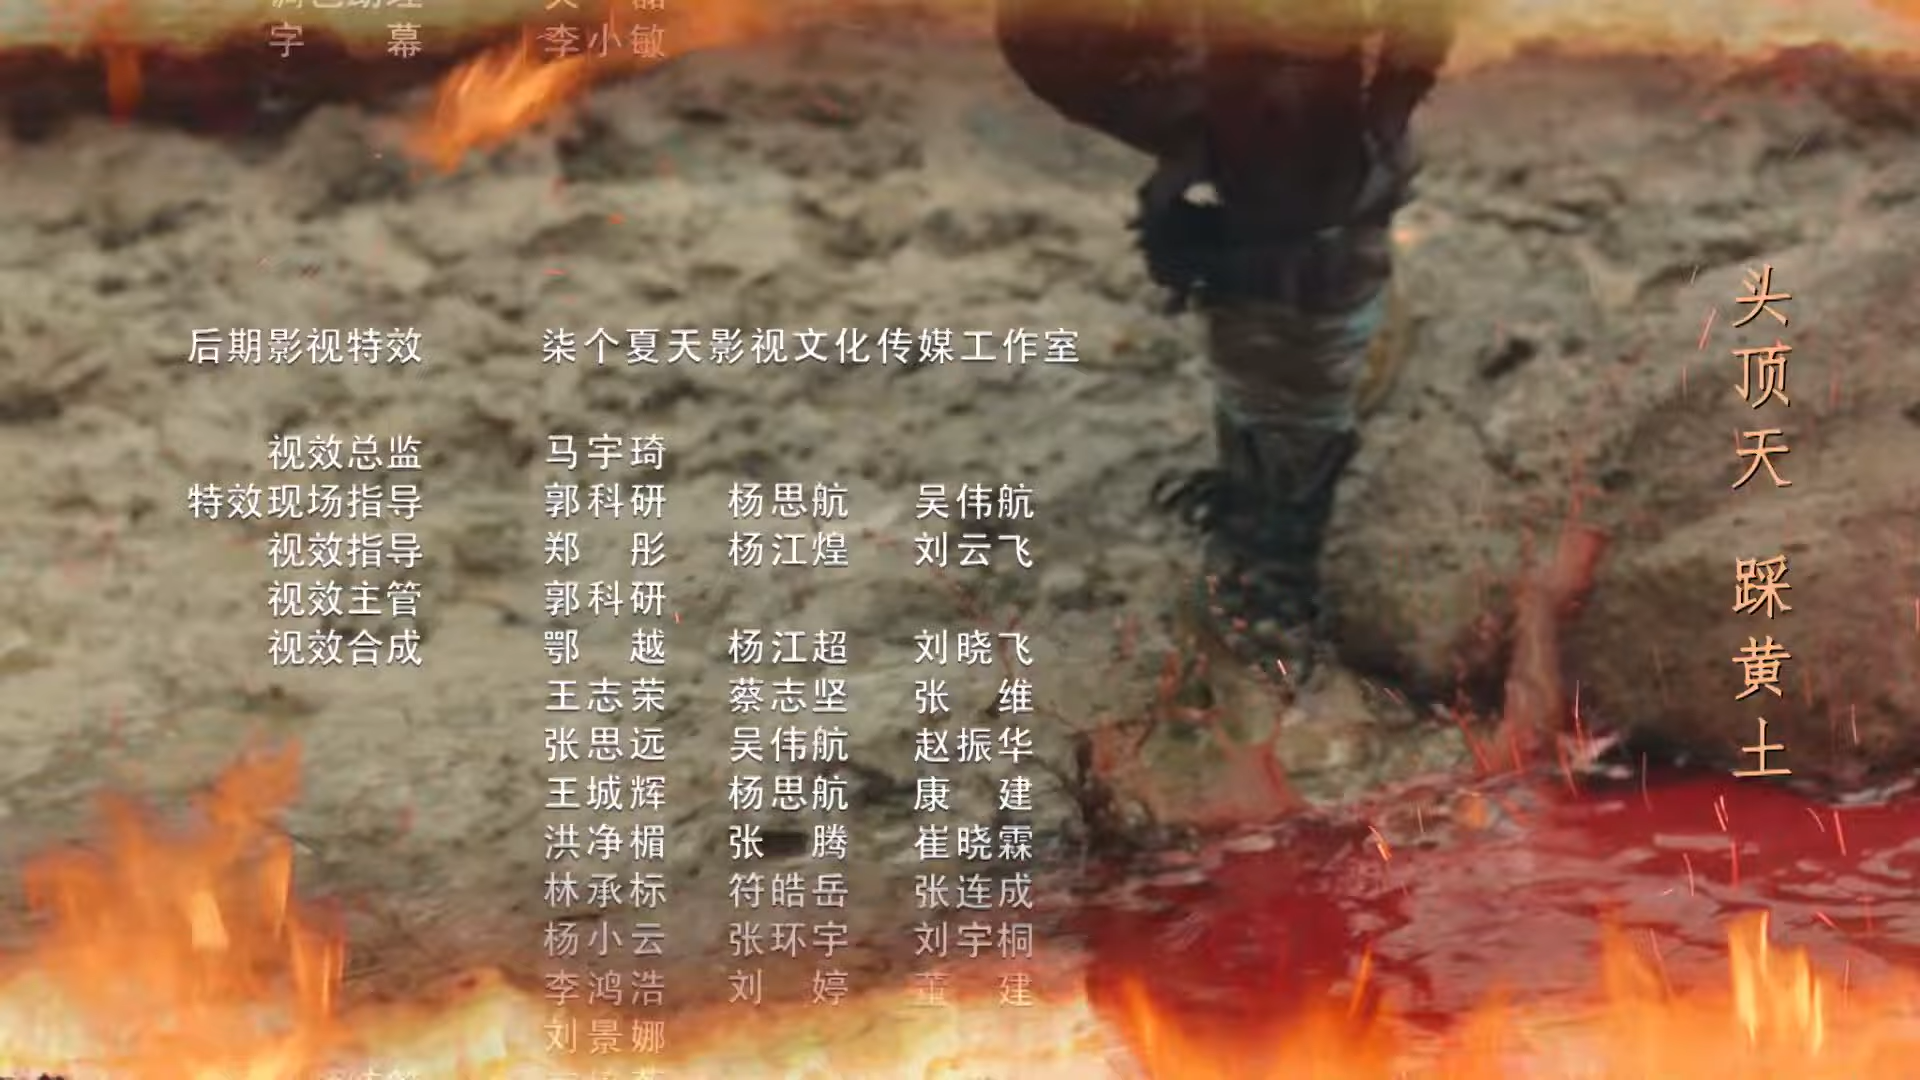 字 幕 李小敏
后期影视特效 柒个夏天影视文化传媒工作室
视效总监 马宇琦
特效现场指导 郭科研 杨思航 吴伟航
视效指导 郑 彤 杨江煌 刘云飞
视效主管 郭科研
视效合成 鄂 越 杨江超 刘晓飞
王志荣 蔡志坚 张 维
张思远 吴伟航 赵振华
王城辉 杨思航 康 建
洪净楣 张 腾 崔晓霖
林承标 符皓岳 张连成
杨小云 张环宇 刘宇桐
李鸿浩 刘 婷 董 建
刘景娜
头顶天 踩黄土